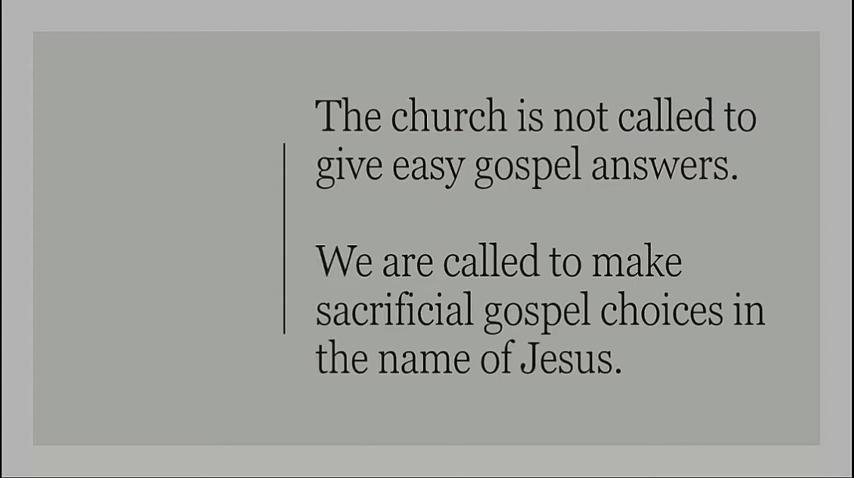 The church is not called to
give easy gospel answers.
We are called to make
sacrificial gospel choices in
the name of Jesus.